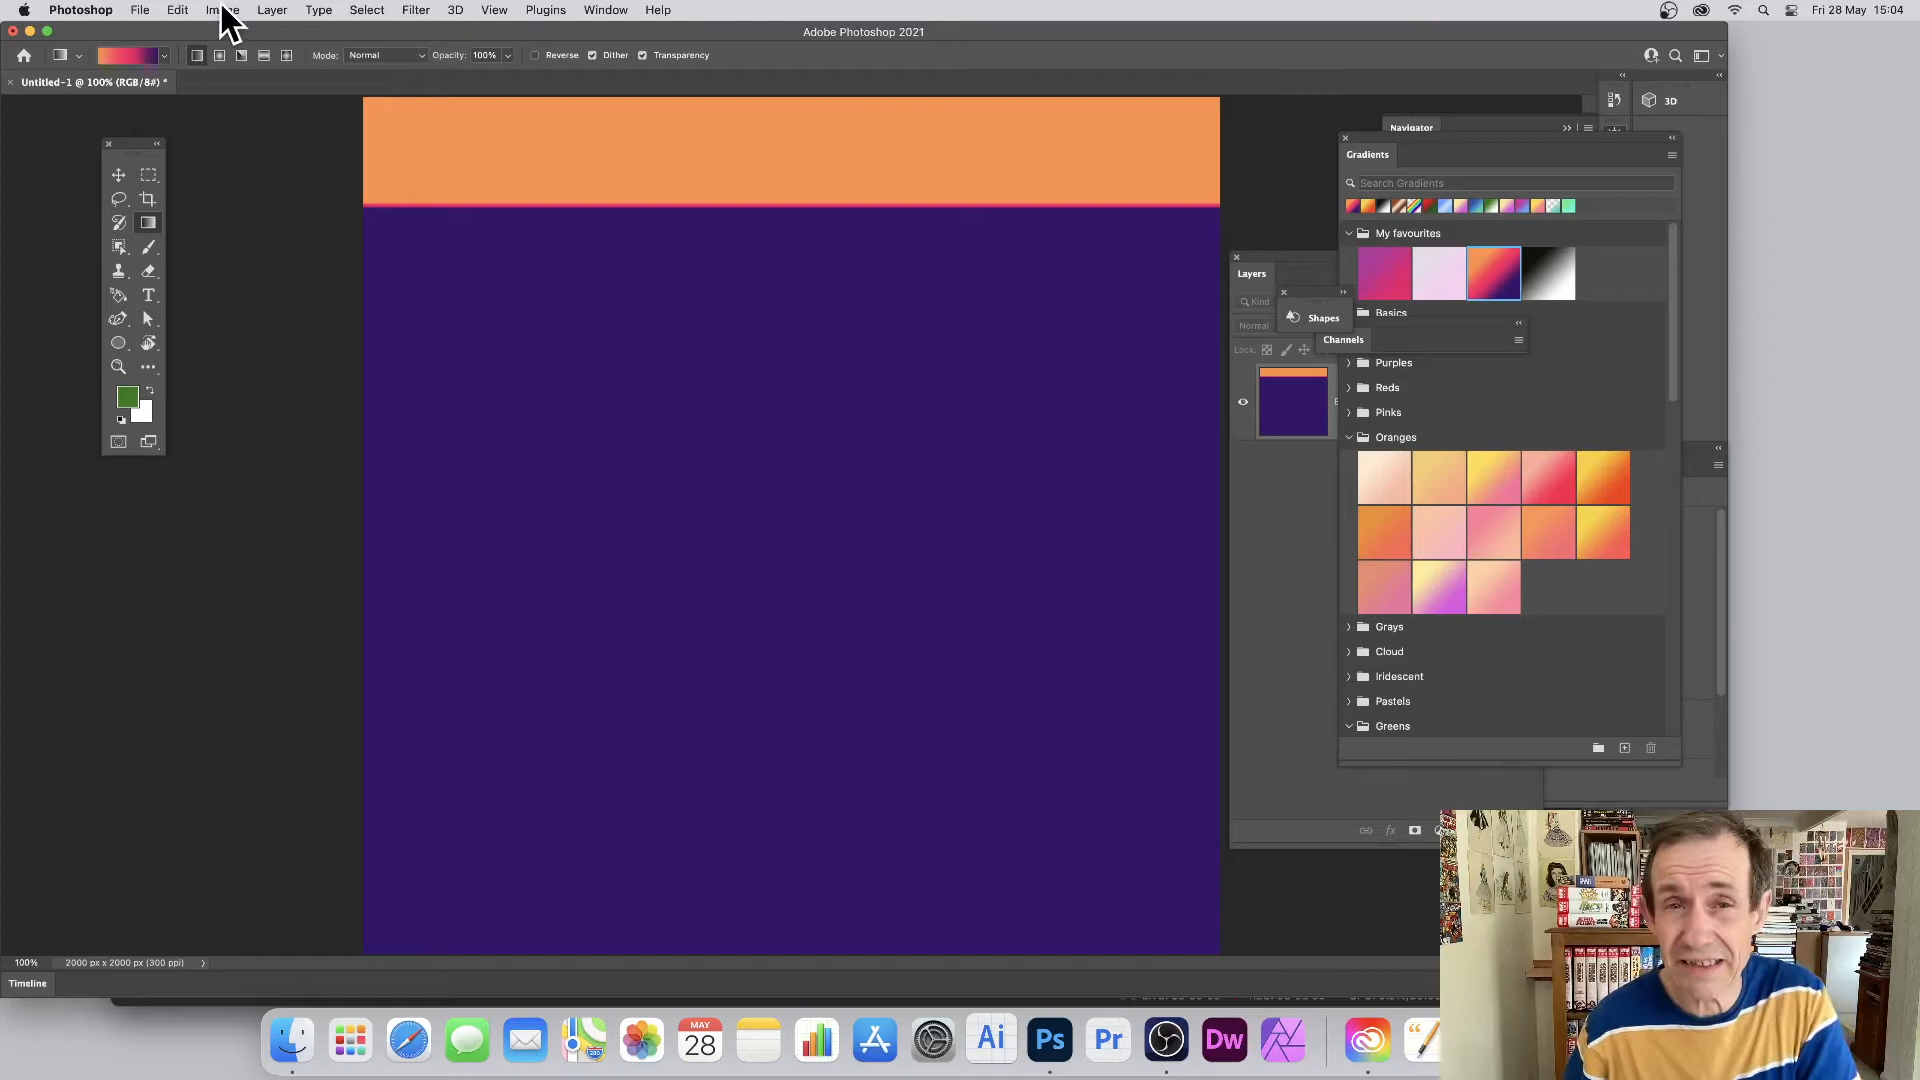 Photoshop File Edit Layer Type Select Filter 3D View Plugins Window Help Fri 28 May 15:04
Adobe Photoshop 2021
Mode: Normal Opacity: 100% Reverse Dither Transparency
Untitled-1 @ 100% (RGB/8#) *
3D
Navigator
Gradients
Search Gradients
My favourites
Layers
Kind
Shapes
Basics
Normal
Channels
Lock:
Purples
Reds
Pinks
Oranges
Grays
Cloud
Iridescent
Pastels
Greens
fx
100% 2000 px x 2000 px (300 ppi)
Timeline
MAY
28
Ai
Ps
Pr
Dw
280